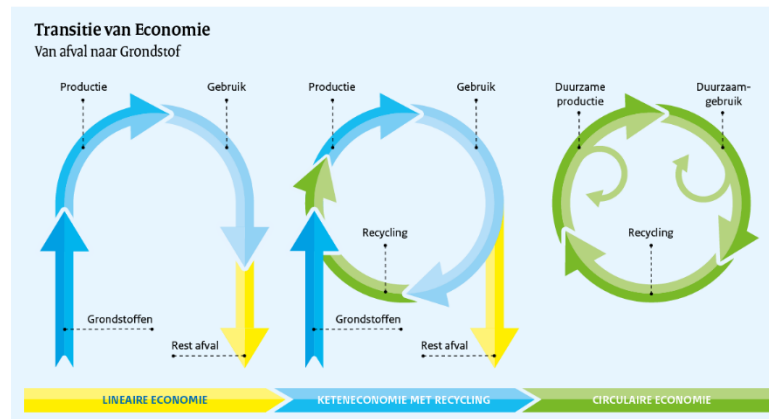 Transitie van Economie
Van afval naar Grondstof
Productie
Gebruik
Grondstoffen
Rest afval
Productie
Gebruik
Recycling
Grondstoffen
Rest afval
Duurzame
productie
Duurzaam-
gebruik
Recycling
LINEAIRE ECONOMIE
KETENECONOMIE MET RECYCLING
CIRCULAIRE ECONOMIE